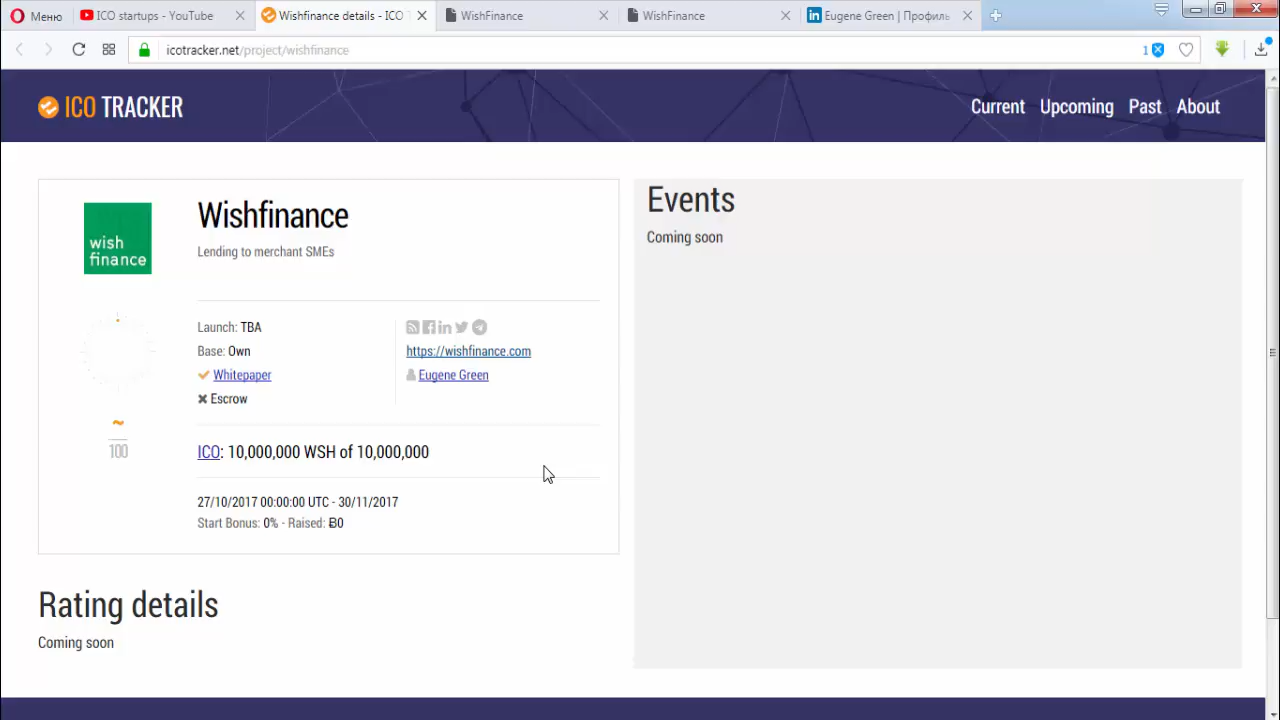 Меню
ICOstartups - YouTube
Wishfinance details - ICO T
WishFinance
WishFinance
Eugene Green | Профиль
icotracker.net/project/wishfinance
1
ICO TRACKER
Current
Upcoming
Past
About
wish
finance
Wishfinance
Lending to merchant SMEs
Launch: TBA
Base: Own
Whitepaper
Escrow
https://wishfinance.com
Eugene Green
~
100
ICO: 10,000,000 WSH of 10,000,000
27/10/2017 00:00:00 UTC - 30/11/2017
Start Bonus: 0% - Raised: Ƀ0
Events
Coming soon
Rating details
Coming soon